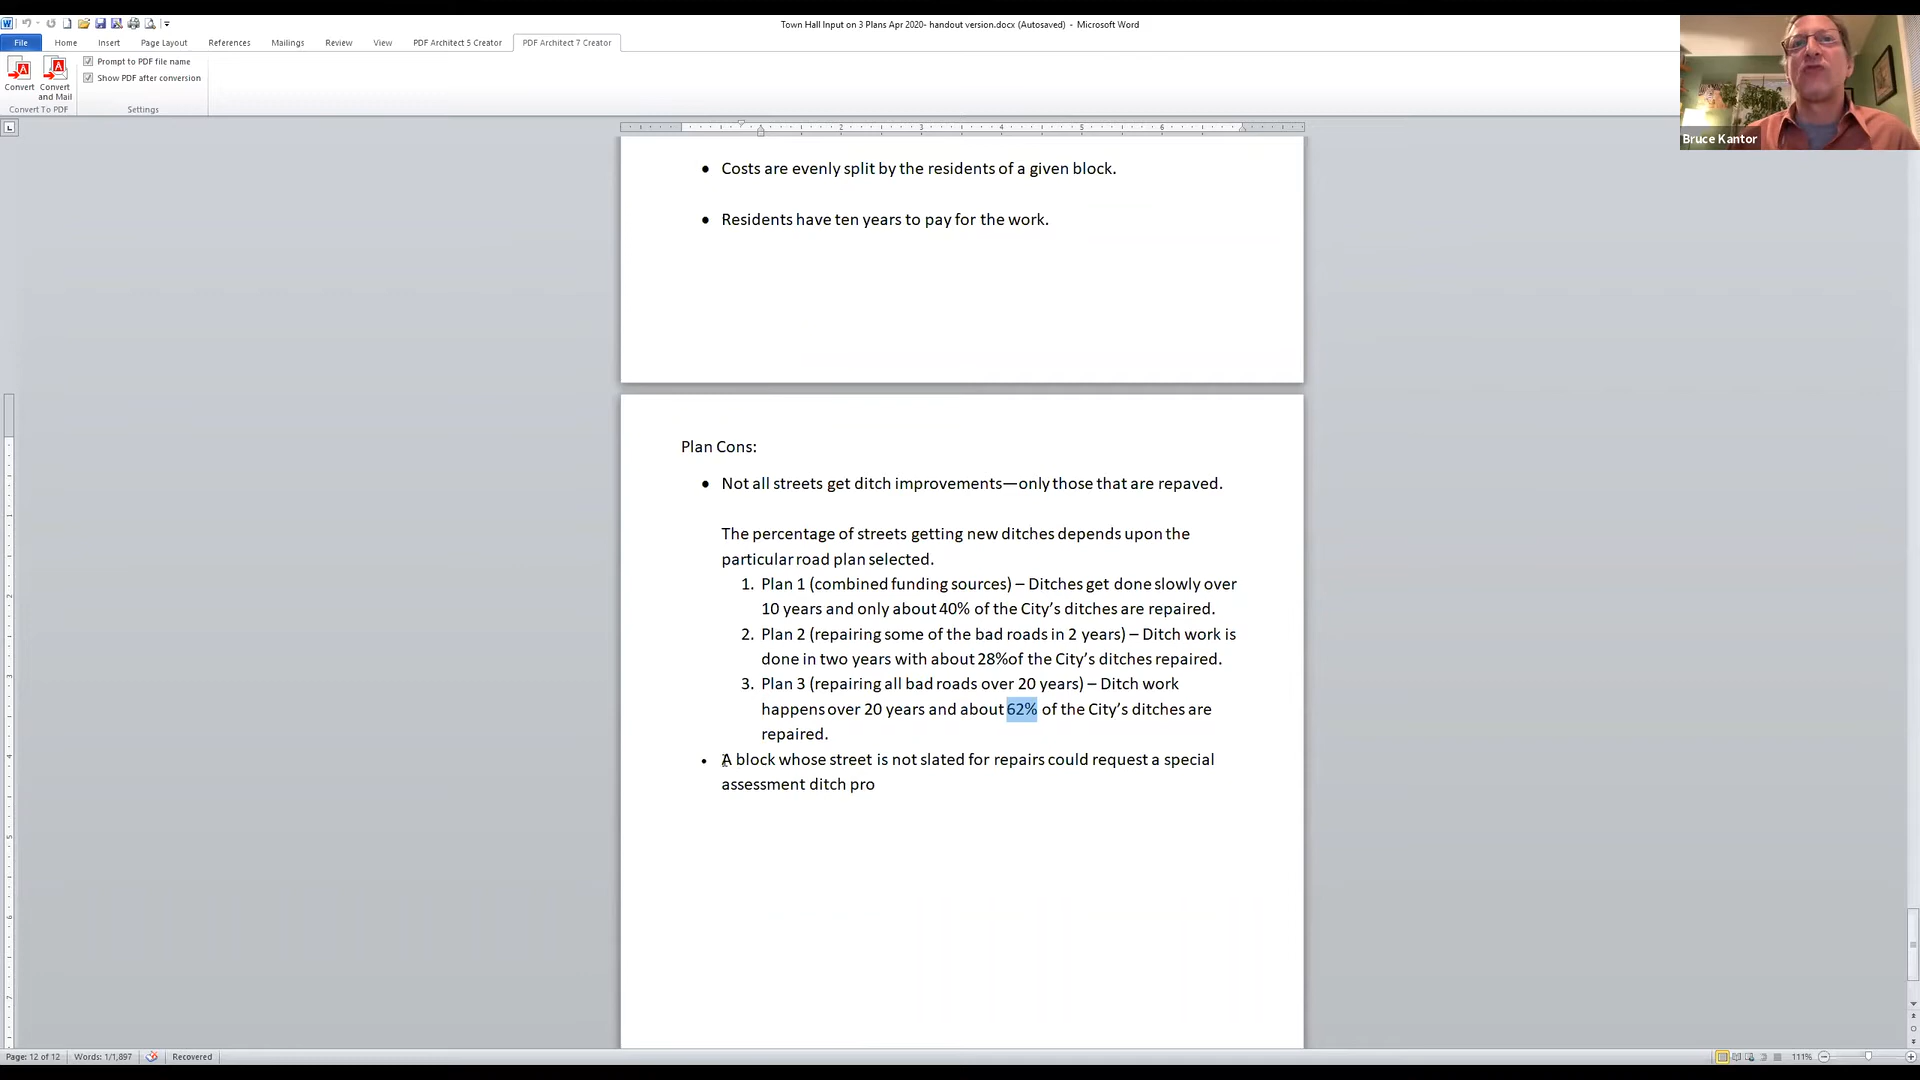 Town Hall Input on 3 Plans Apr 2020- handout version.docx (Autosaved) - Microsoft Word
File Home Insert Page Layout References Mailings Review View PDF Architect 5 Creator PDF Architect 7 Creator
Prompt to PDF file name
Show PDF after conversion
Convert
Convert and Mail
Convert To PDF
Settings
Bruce Kantor
2 3 4 5 6
• Costs are evenly split by the residents of a given block.
• Residents have ten years to pay for the work.
Plan Cons:
• Not all streets get ditch improvements—only those that are repaved.
The percentage of streets getting new ditches depends upon the
particular road plan selected.
1. Plan 1 (combined funding sources) – Ditches get done slowly over
10 years and only about 40% of the City’s ditches are repaired.
2. Plan 2 (repairing some of the bad roads in 2 years) – Ditch work is
done in two years with about 28%of the City’s ditches repaired.
3. Plan 3 (repairing all bad roads over 20 years) – Ditch work
happens over 20 years and about 62% of the City’s ditches are
repaired.
• A block whose street is not slated for repairs could request a special
assessment ditch pro
Page: 12 of 12 Words: 1/1,897 Recovered 111%